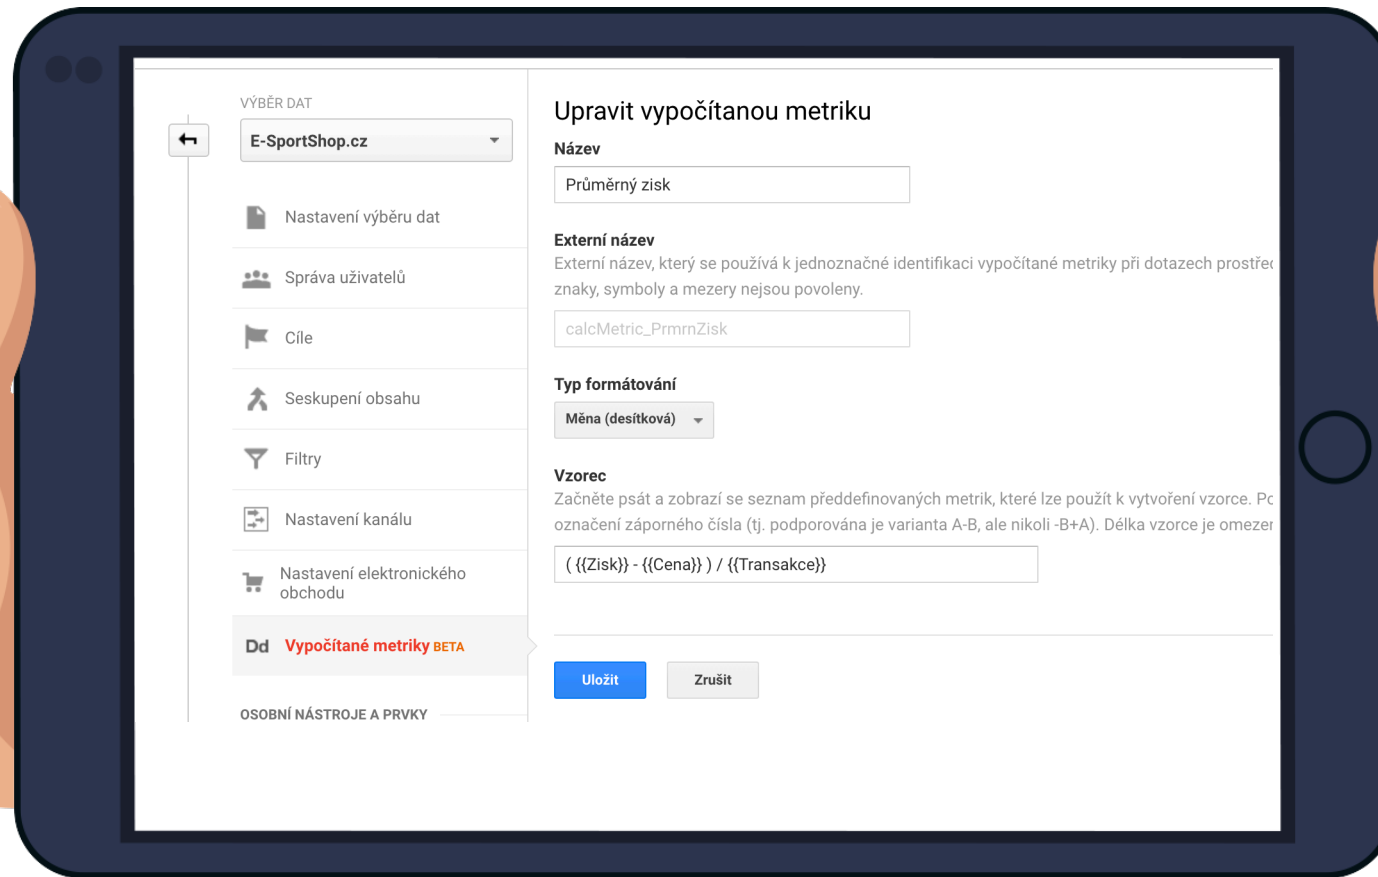 VÝBĚR DAT
E-SportShop.cz
Nastavení výběru dat
Správa uživatelů
Cíle
Seskupení obsahu
Filtry
Nastavení kanálu
Nastavení elektronického
obchodu
Dd Vypočítané metriky BETA
OSOBNÍ NÁSTROJE A PRVKY
Upravit vypočítanou metriku
Název
Průměrný zisk
Externí název
Externí název, který se používá k jednoznačné identifikaci vypočítané metriky při dotazech
znaky, symboly a mezery nejsou povoleny.
calcMetric_PrmrnZisk
Typ formátování
Měna (desítková)
Vzorec
Začněte psát a zobrazí se seznam předdefinovaných metrik, které lze použít k vytvoření vzorce.
označení záporného čísla (tj. podporována je varianta A-B, ale nikoli -B+A). Délka vzorce je
( {{Zisk}} - {{Cena}} ) / {{Transakce}}
Uložit
Zrušit